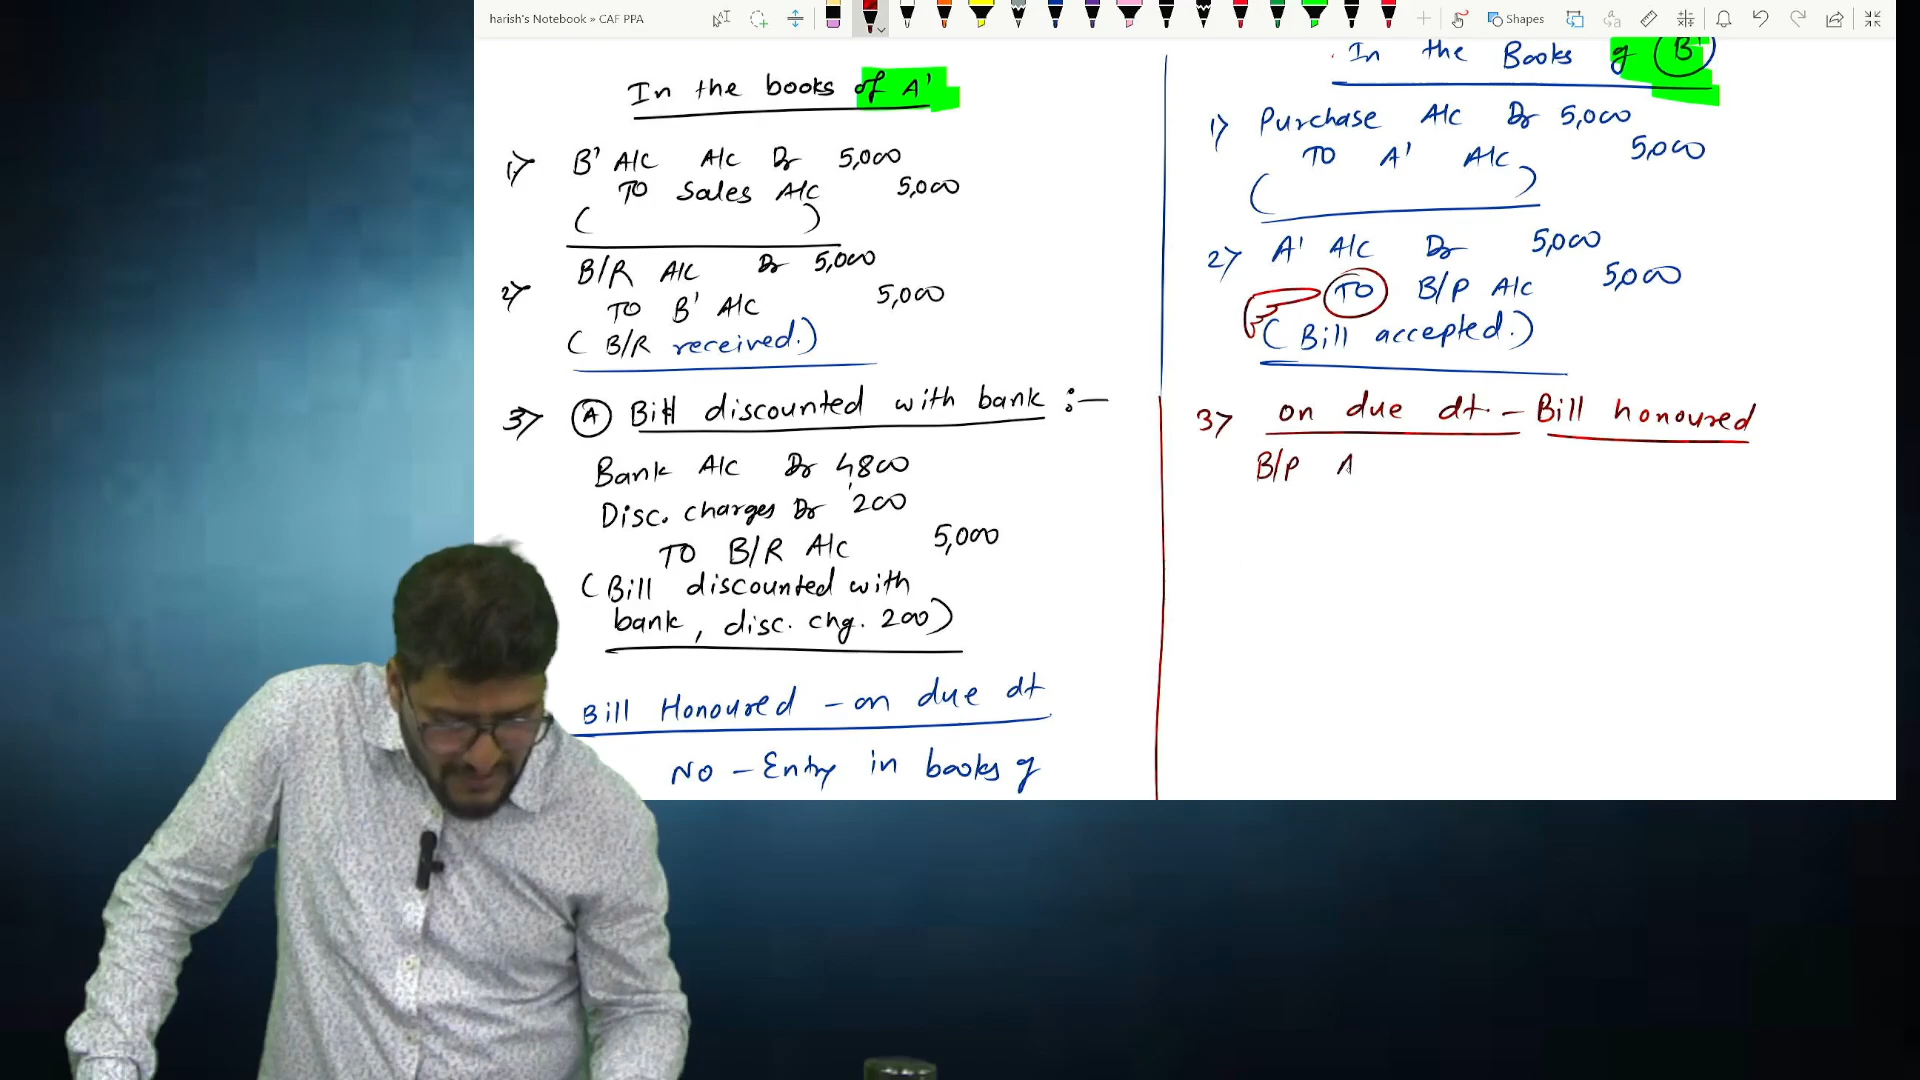 harish's Notebook » CAF PPA
Shapes
In the books of A'
1) B' A/c A/c Dr 5,000
TO Sales A/c 5,000
( )
2) B/R A/c Dr 5,000
TO B' A/c 5,000
( B/R received.)
3) A Bill discounted with bank :-
Bank A/c Dr 4,800
Disc. charges Dr 200
TO B/R A/c 5,000
( Bill discounted with
bank, disc. chg. 200)
Bill Honoured - on due dt
NO - Entry in books of
In the Books of B'
1) Purchase A/c Dr 5,000
TO A' A/c 5,000
( )
2) A' A/c Dr 5,000
TO B/P A/c 5,000
( Bill accepted.)
3) on due dt - Bill honoured
B/P A